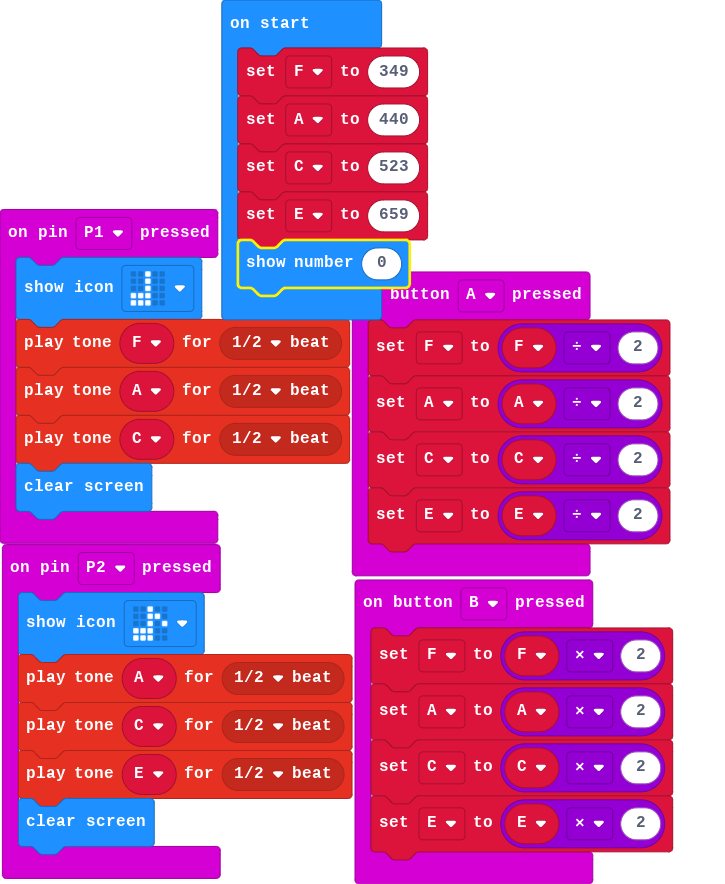 on start
set F to 349
set A to 440
set C to 523
set E to 659
show number 0
on pin P1 pressed
show icon
play tone F for 1/2 beat
play tone A for 1/2 beat
play tone C for 1/2 beat
clear screen
on pin P2 pressed
show icon
play tone A for 1/2 beat
play tone C for 1/2 beat
play tone E for 1/2 beat
clear screen
button A pressed
set F to F ÷ 2
set A to A ÷ 2
set C to C ÷ 2
set E to E ÷ 2
on button B pressed
set F to F × 2
set A to A × 2
set C to C × 2
set E to E × 2